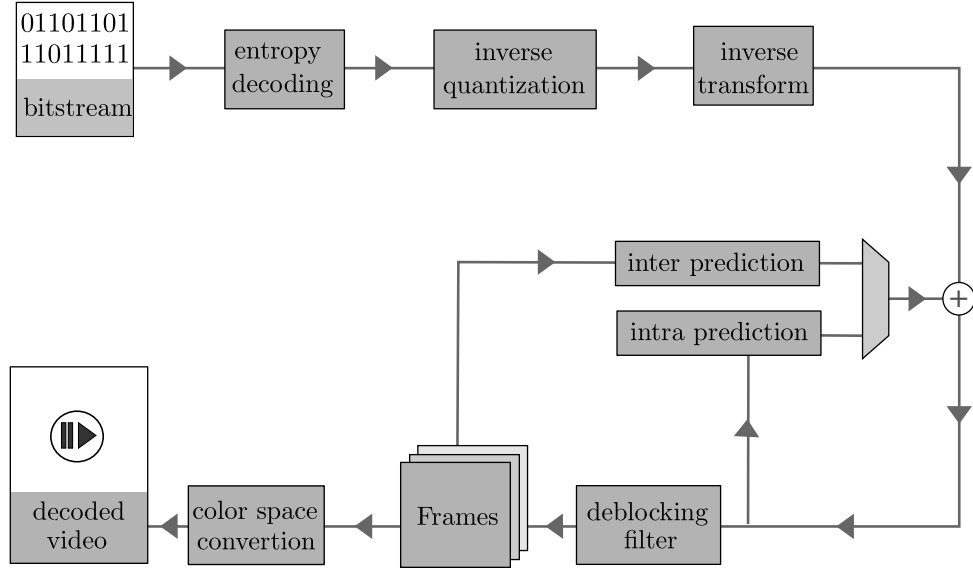 01101101
11011111
bitstream
entropy
decoding
inverse
quantization
inverse
transform
+
inter prediction
intra prediction
decoded
video
color space
convertion
Frames
deblocking
filter